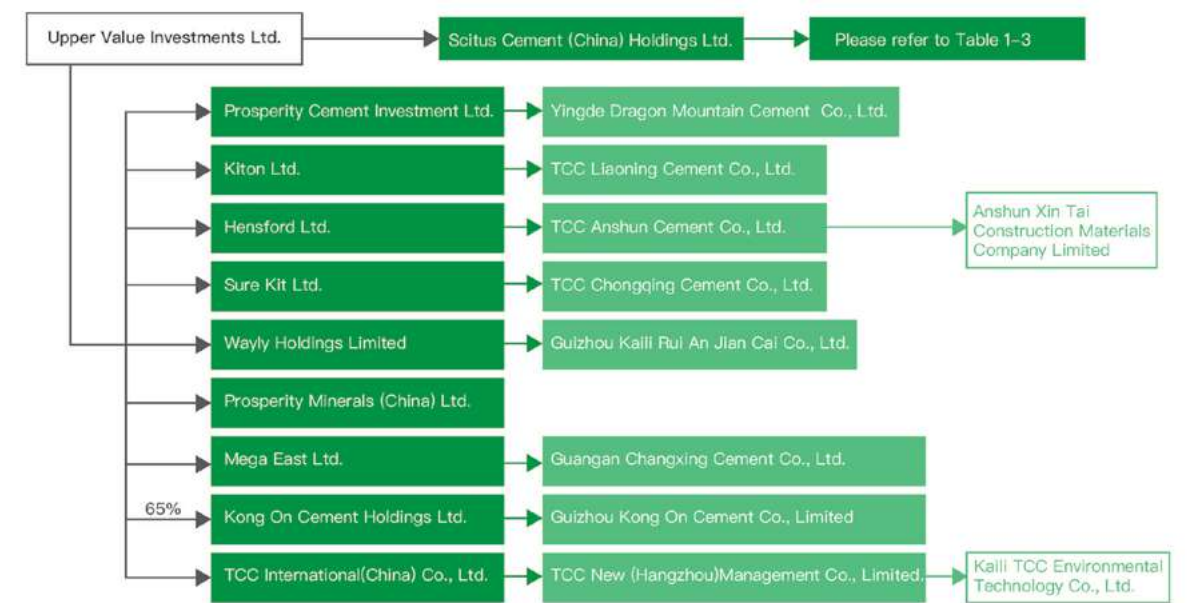 Upper Value Investments Ltd.
Scitus Cement (China) Holdings Ltd.
Please refer to Table 1–3
Prosperity Cement Investment Ltd.
Yingde Dragon Mountain Cement Co., Ltd.
Kiton Ltd.
TCC Liaoning Cement Co., Ltd.
Hensford Ltd.
TCC Anshun Cement Co., Ltd.
Anshun Xin Tai
Construction Materials
Company Limited
Sure Kit Ltd.
TCC Chongqing Cement Co., Ltd.
Wayly Holdings Limited
Guizhou Kaili Rui An Jian Cai Co., Ltd.
Prosperity Minerals (China) Ltd.
Mega East Ltd.
Guangan Changxing Cement Co., Ltd.
65%
Kong On Cement Holdings Ltd.
Guizhou Kong On Cement Co., Limited
TCC International(China) Co., Ltd.
TCC New (Hangzhou)Management Co., Limited.
Kaili TCC Environmental
Technology Co., Ltd.